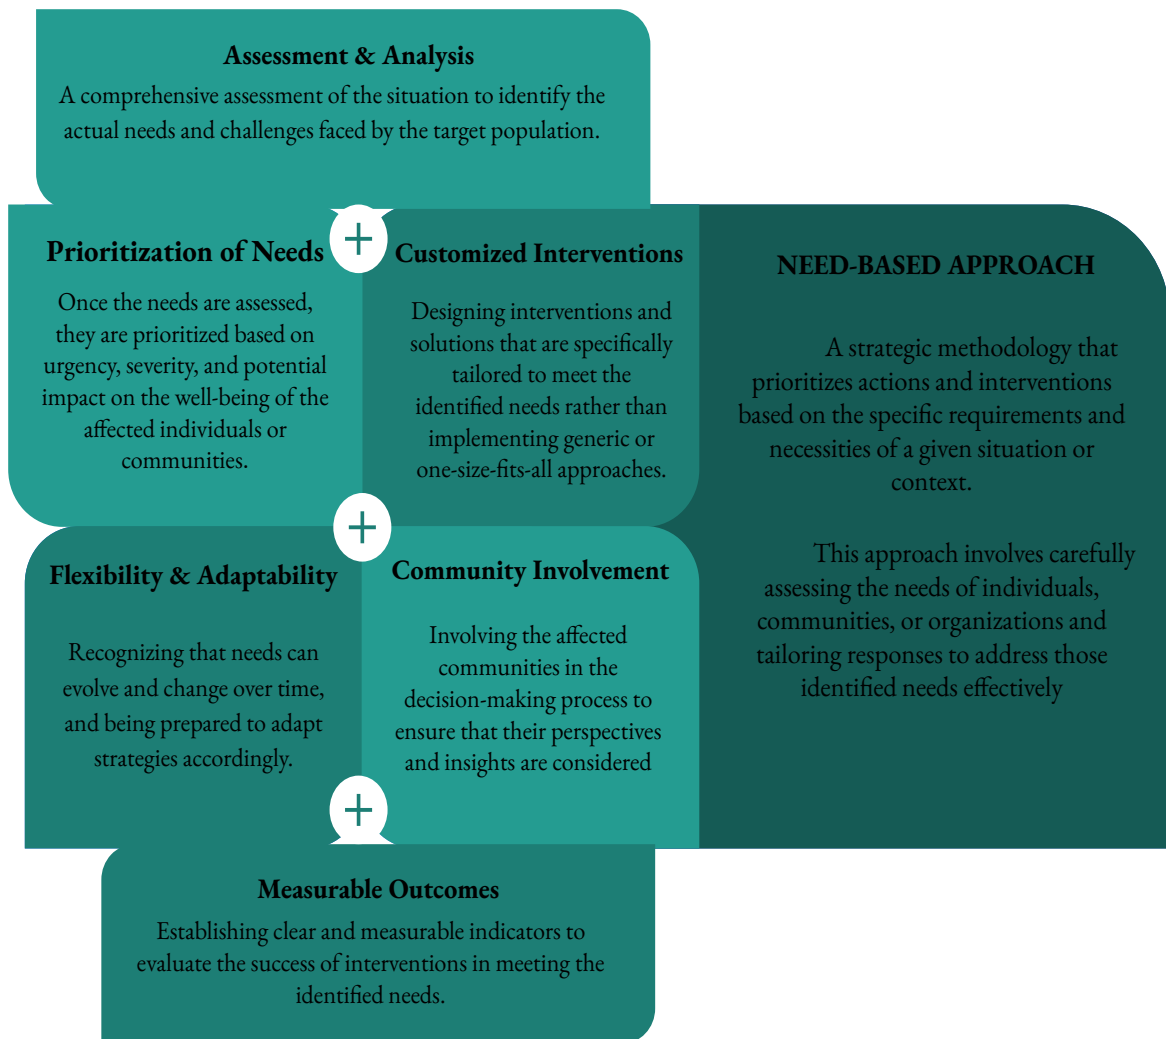 Assessment & Analysis
A comprehensive assessment of the situation to identify the
actual needs and challenges faced by the target population.
Prioritization of Needs
Once the needs are assessed,
they are prioritized based on
urgency, severity, and potential
impact on the well-being of the
affected individuals or
communities.
Customized Interventions
Designing interventions and
solutions that are specifically
tailored to meet the
identified needs rather than
implementing generic or
one-size-fits-all approaches.
Flexibility & Adaptability
Recognizing that needs can
evolve and change over time,
and being prepared to adapt
strategies accordingly.
Community Involvement
Involving the affected
communities in the
decision-making process to
ensure that their perspectives
and insights are considered
Measurable Outcomes
Establishing clear and measurable indicators to
evaluate the success of interventions in meeting the
identified needs.
NEED-BASED APPROACH
A strategic methodology that
prioritizes actions and interventions
based on the specific requirements and
necessities of a given situation or
context.
This approach involves carefully
assessing the needs of individuals,
communities, or organizations and
tailoring responses to address those
identified needs effectively